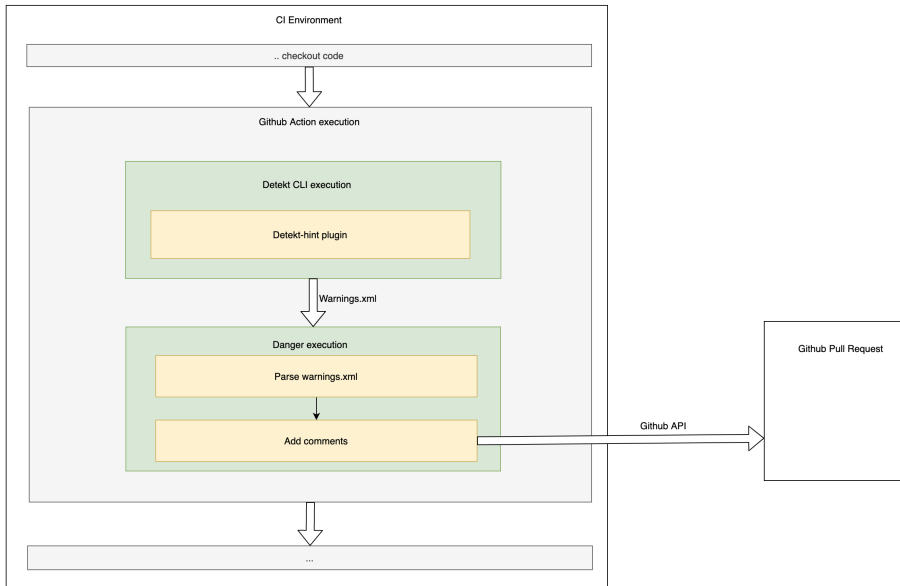 CI Environment
.. checkout code
Github Action execution
Detekt CLI execution
Detekt-hint plugin
Warnings.xml
Danger execution
Parse warnings.xml
Add comments
Github API
Github Pull Request
...